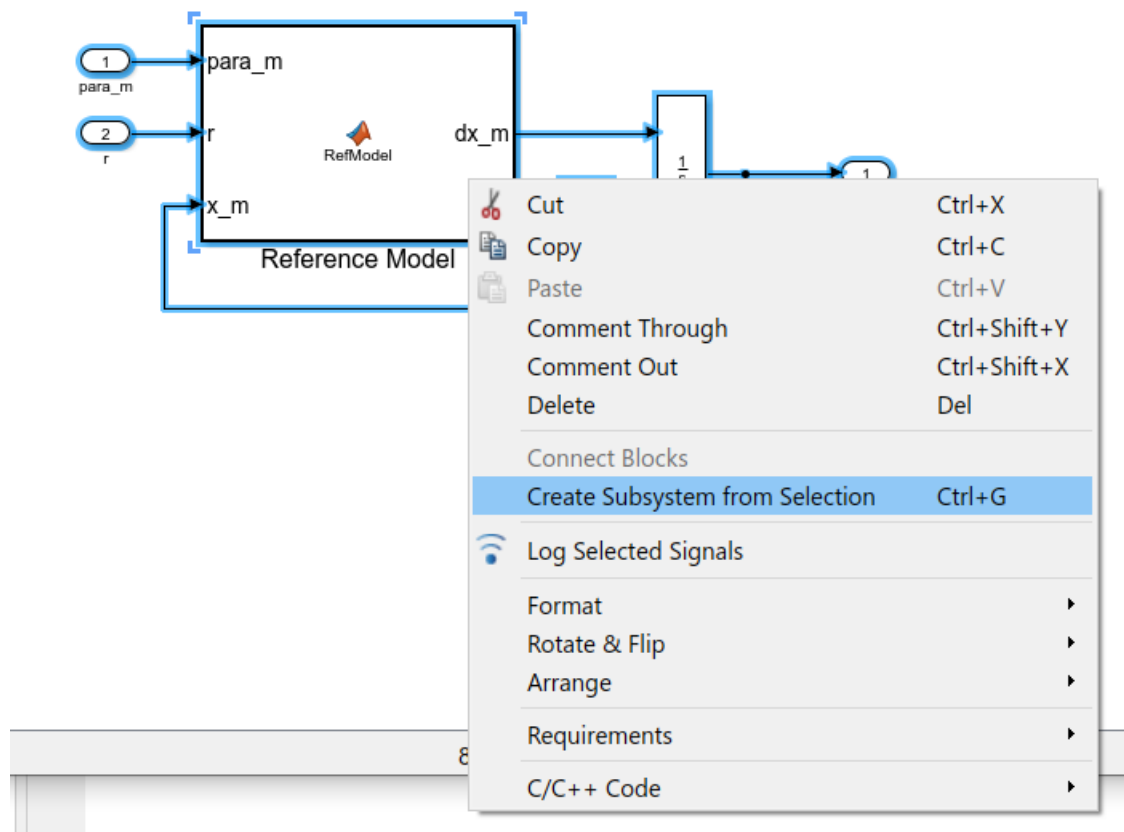 1
para_m
2
r
para_m
r
x_m
RefModel
dx_m
Reference Model
1
1
Cut Ctrl+X
Copy Ctrl+C
Paste Ctrl+V
Comment Through Ctrl+Shift+Y
Comment Out Ctrl+Shift+X
Delete Del
Connect Blocks
Create Subsystem from Selection Ctrl+G
Log Selected Signals
Format
Rotate & Flip
Arrange
Requirements
C/C++ Code